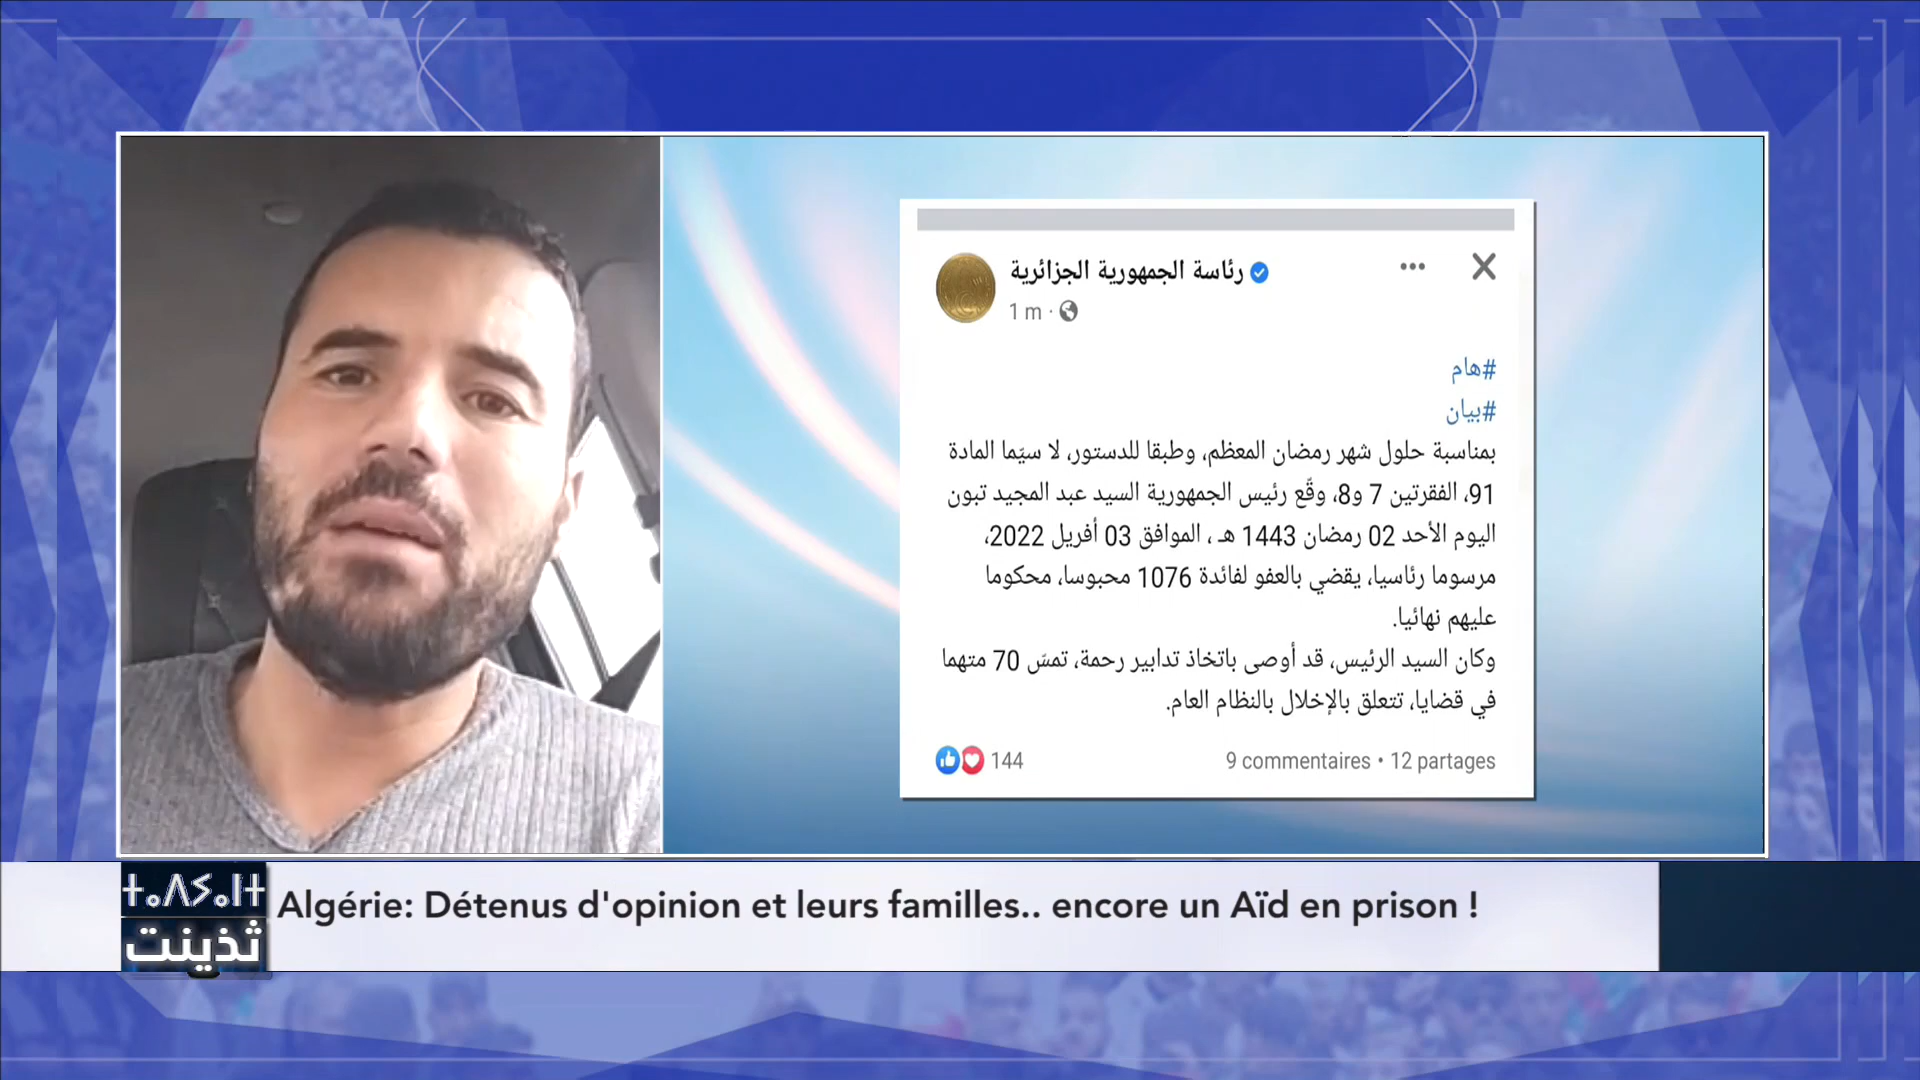 رئاسة الجمهورية الجزائرية
1 m ·
#هام
#بيان
بمناسبة حلول شهر رمضان المعظم، وطبقا للدستور، لا سيّما المادة
91، الفقرتين 7 و8، وقّع رئيس الجمهورية السيد عبد المجيد تبون
اليوم الأحد 02 رمضان 1443 هـ ، الموافق 03 أفريل 2022،
مرسوما رئاسيا، يقضي بالعفو لفائدة 1076 محبوسا، محكوما
عليهم نهائيا.
وكان السيد الرئيس، قد أوصى باتخاذ تدابير رحمة، تمسّ 70 متهما
في قضايا، تتعلق بالإخلال بالنظام العام.
144
9 commentaires • 12 partages
ⵜⴰⴷⵢⴰⵏⵜ
ثذينت
Algérie: Détenus d'opinion et leurs familles.. encore un Aïd en prison !